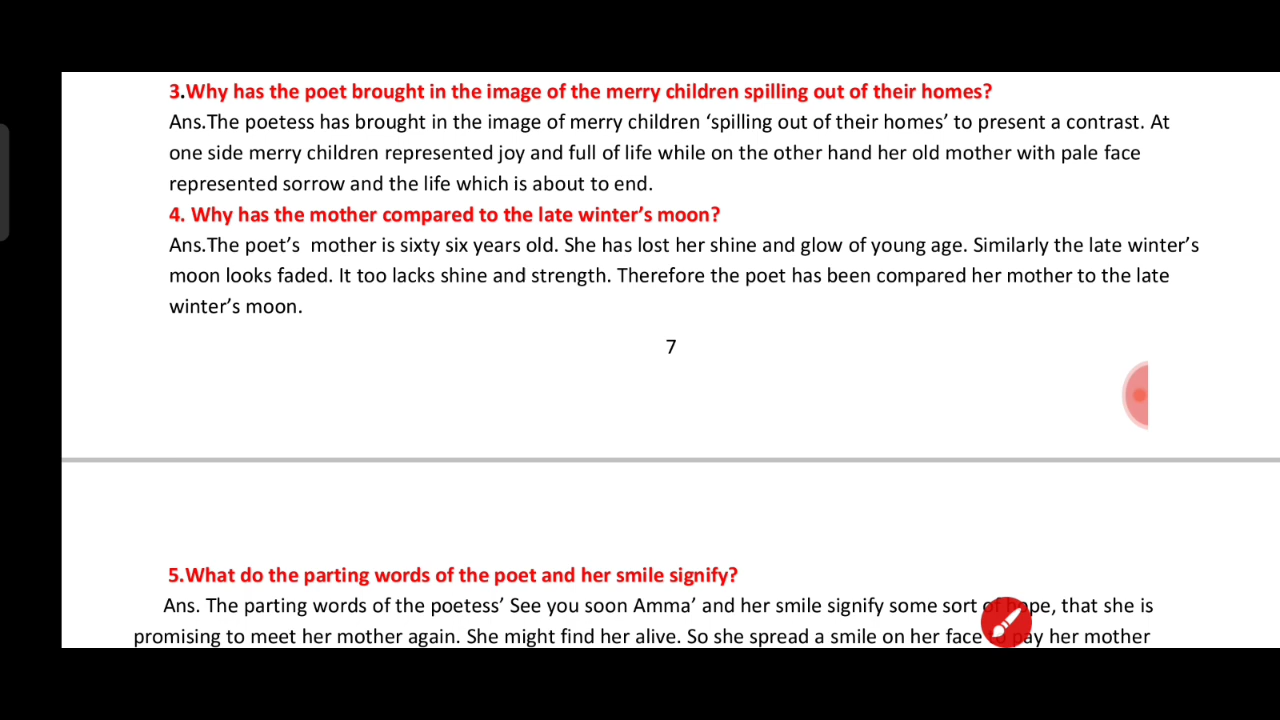 3.Why has the poet brought in the image of the merry children spilling out of their homes?
Ans.The poetess has brought in the image of merry children ‘spilling out of their homes’ to present a contrast. At
one side merry children represented joy and full of life while on the other hand her old mother with pale face
represented sorrow and the life which is about to end.
4. Why has the mother compared to the late winter’s moon?
Ans.The poet’s  mother is sixty six years old. She has lost her shine and glow of young age. Similarly the late winter’s
moon looks faded. It too lacks shine and strength. Therefore the poet has been compared her mother to the late
winter’s moon.
7
5.What do the parting words of the poet and her smile signify?
Ans. The parting words of the poetess’ See you soon Amma’ and her smile signify some sort of hope, that she is
promising to meet her mother again. She might find her alive. So she spread a smile on her face to pay her mother